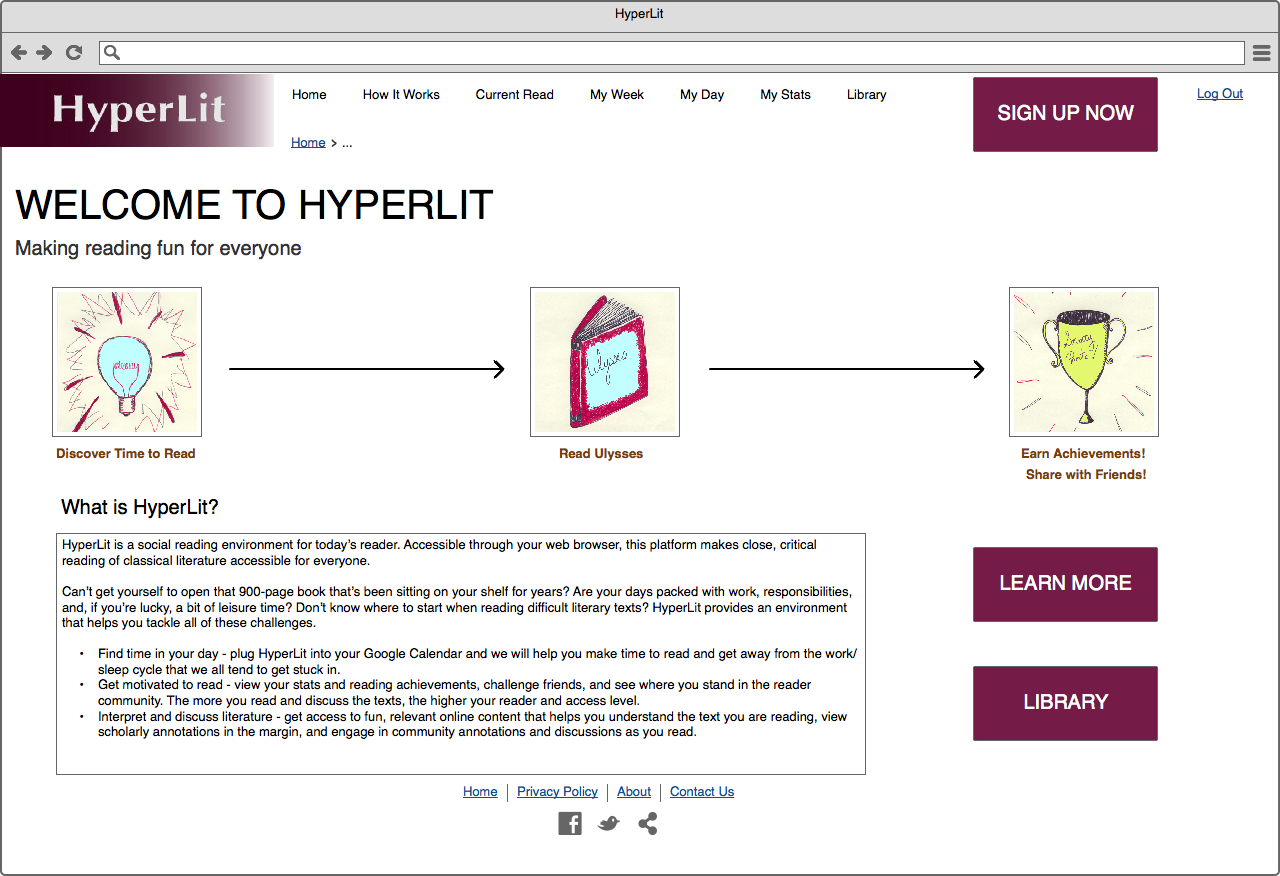 HyperLit
HyperLit
Home How It Works Current Read My Week My Day My Stats Library
SIGN UP NOW
Log Out
Home > ...
WELCOME TO HYPERLIT
Making reading fun for everyone
Ulysses
Discover Time to Read
Read Ulysses
Earn Achievements!
Share with Friends!
What is HyperLit?
HyperLit is a social reading environment for today's reader. Accessible through your web browser, this platform makes close, critical
reading of classical literature accessible for everyone.
Can't get yourself to open that 900-page book that's been sitting on your shelf for years? Are your days packed with work, responsibilities,
and, if you're lucky, a bit of leisure time? Don't know where to start when reading difficult literary texts? HyperLit provides an environment
that helps you tackle all of these challenges.
• Find time in your day - plug HyperLit into your Google Calendar and we will help you make time to read and get away from the work/
sleep cycle that we all tend to get stuck in.
• Get motivated to read - view your stats and reading achievements, challenge friends, and see where you stand in the reader
community. The more you read and discuss the texts, the higher your reader and access level.
• Interpret and discuss literature - get access to fun, relevant online content that helps you understand the text you are reading, view
scholarly annotations in the margin, and engage in community annotations and discussions as you read.
LEARN MORE
LIBRARY
Home | Privacy Policy | About | Contact Us